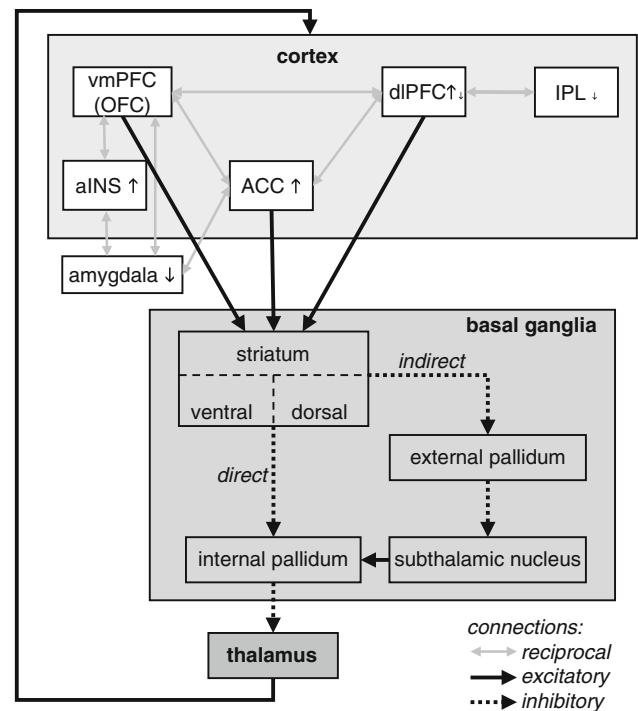 cortex
vmPFC
(OFC)
dlPFC↑↓
IPL ↓
aINS ↑
ACC ↑
amygdala ↓
basal ganglia
striatum
indirect
ventral
dorsal
direct
external pallidum
internal pallidum
subthalamic nucleus
thalamus
connections:
reciprocal
excitatory
inhibitory